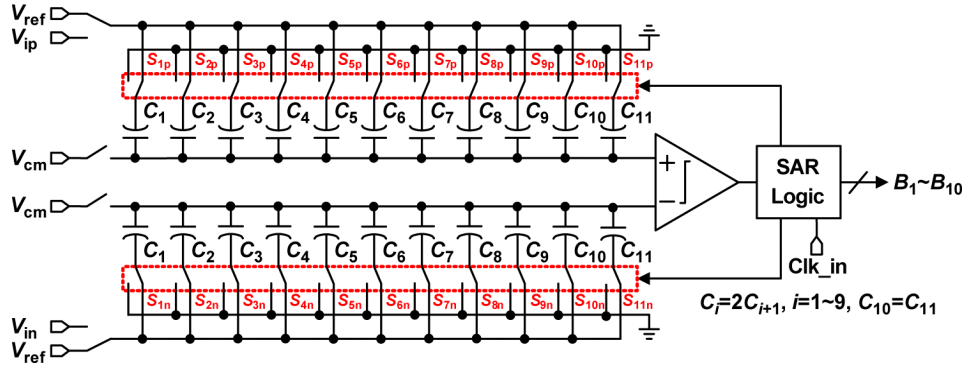 Vref
Vip
S1p S2p S3p S4p S5p S6p S7p S8p S9p S10p S11p
C1 C2 C3 C4 C5 C6 C7 C8 C9 C10 C11
Vcm
+
SAR
Logic
B1~B10
Vcm
−
C1 C2 C3 C4 C5 C6 C7 C8 C9 C10 C11
Clk_in
S1n S2n S3n S4n S5n S6n S7n S8n S9n S10n S11n
Ci=2Ci+1, i=1~9, C10=C11
Vin
Vref